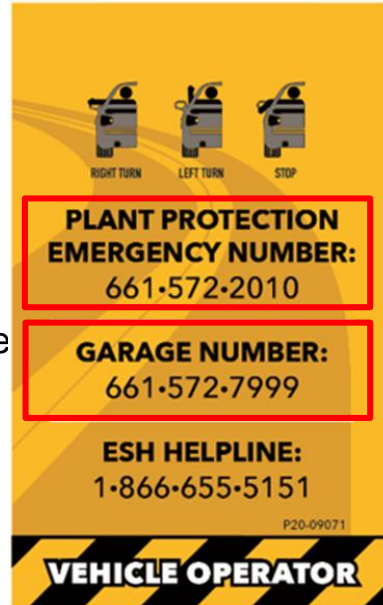 RIGHT TURN LEFT TURN STOP
PLANT PROTECTION
EMERGENCY NUMBER:
661•572•2010
e
GARAGE NUMBER:
661•572•7999
ESH HELPLINE:
1•866•655•5151
P20-09071
VEHICLE OPERATOR